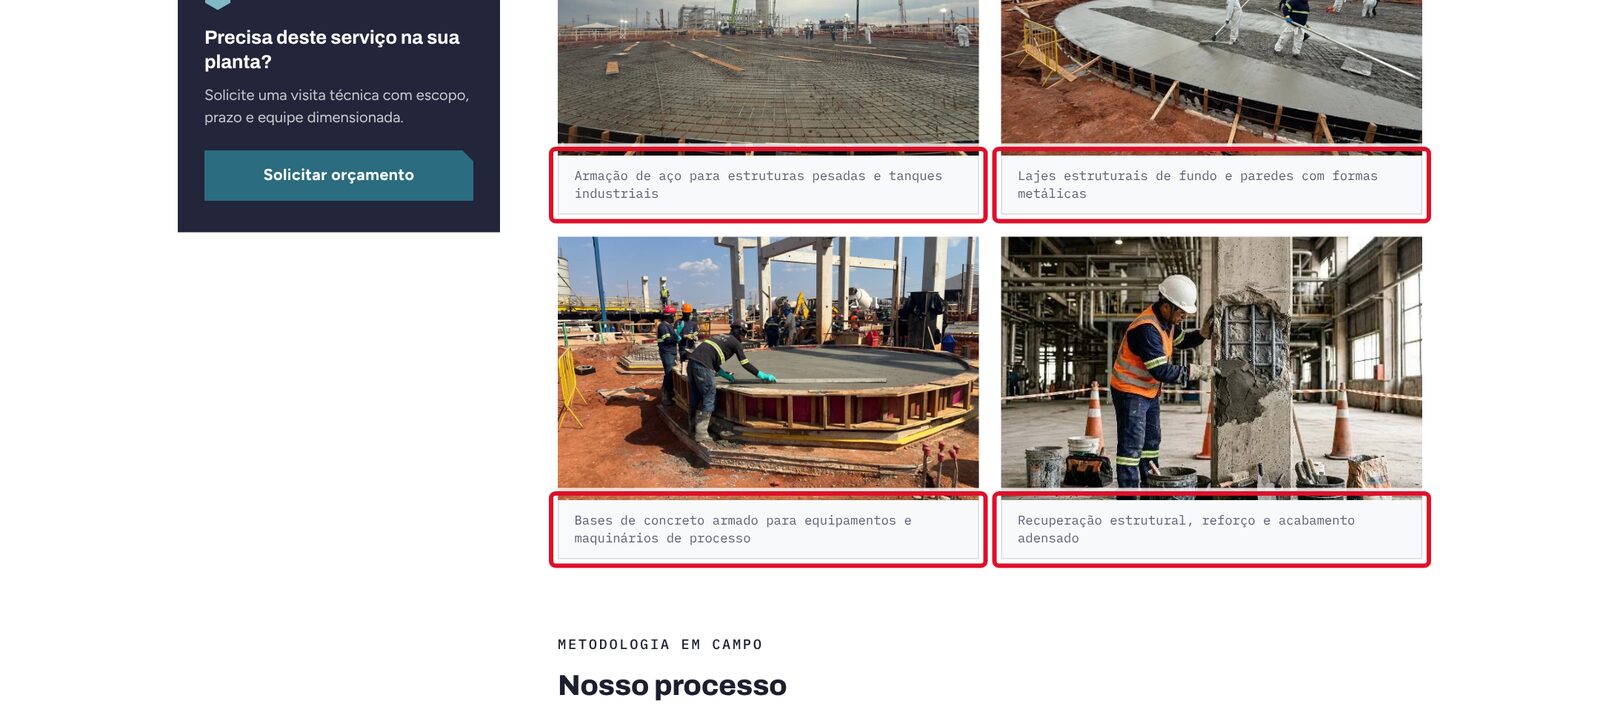 Precisa deste serviço na sua
planta?
Solicite uma visita técnica com escopo,
prazo e equipe dimensionada.
Solicitar orçamento
Armação de aço para estruturas pesadas e tanques
industriais
Lajes estruturais de fundo e paredes com formas
metálicas
Bases de concreto armado para equipamentos e
maquinários de processo
Recuperação estrutural, reforço e acabamento
adensado
METODOLOGIA EM CAMPO
Nosso processo